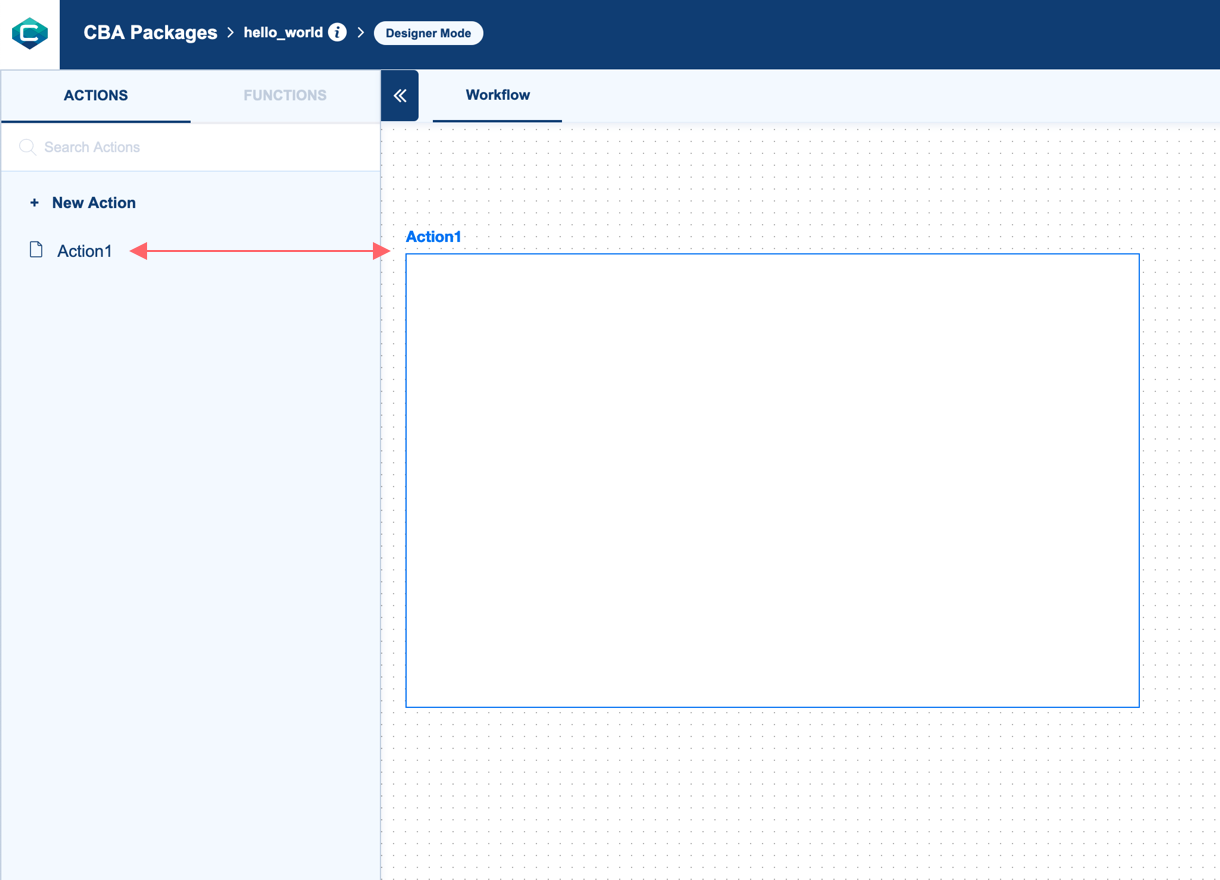 CBA Packages > hello_world i > Designer Mode
ACTIONS FUNCTIONS
Workflow
Search Actions
+ New Action
Action1
Action1